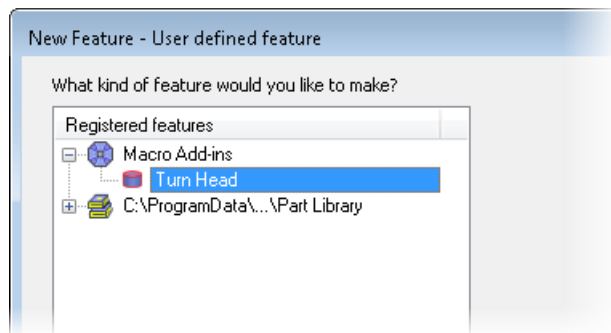 New Feature - User defined feature
What kind of feature would you like to make?
Registered features
Macro Add-ins
Turn Head
C:\ProgramData\...\Part Library